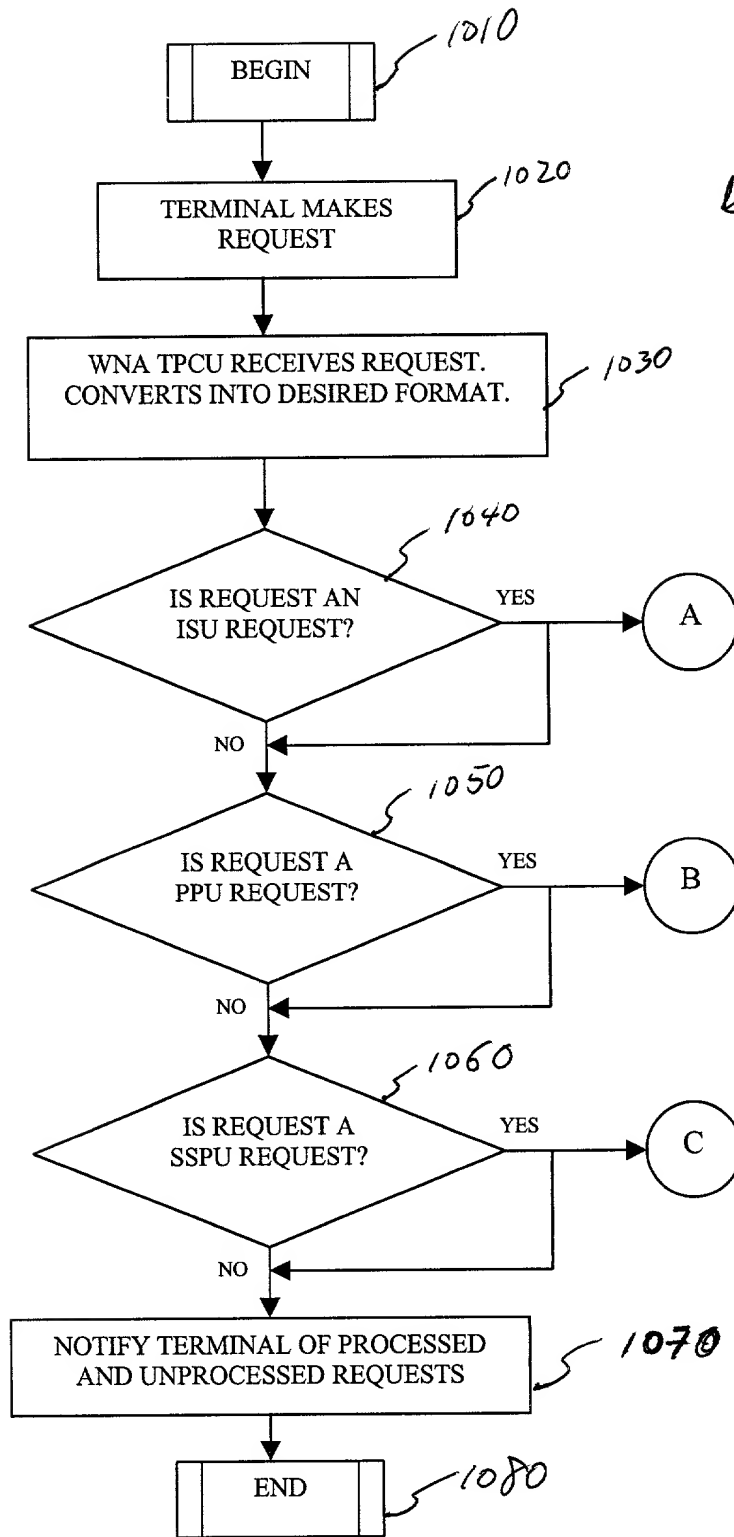 1010
BEGIN
1020
TERMINAL MAKES
REQUEST
1030
WNA TPCU RECEIVES REQUEST.
CONVERTS INTO DESIRED FORMAT.
1040
IS REQUEST AN
ISU REQUEST?
YES
A
NO
1050
IS REQUEST A
PPU REQUEST?
YES
B
NO
1060
IS REQUEST A
SSPU REQUEST?
YES
C
NO
NOTIFY TERMINAL OF PROCESSED
AND UNPROCESSED REQUESTS
1070
END
1080